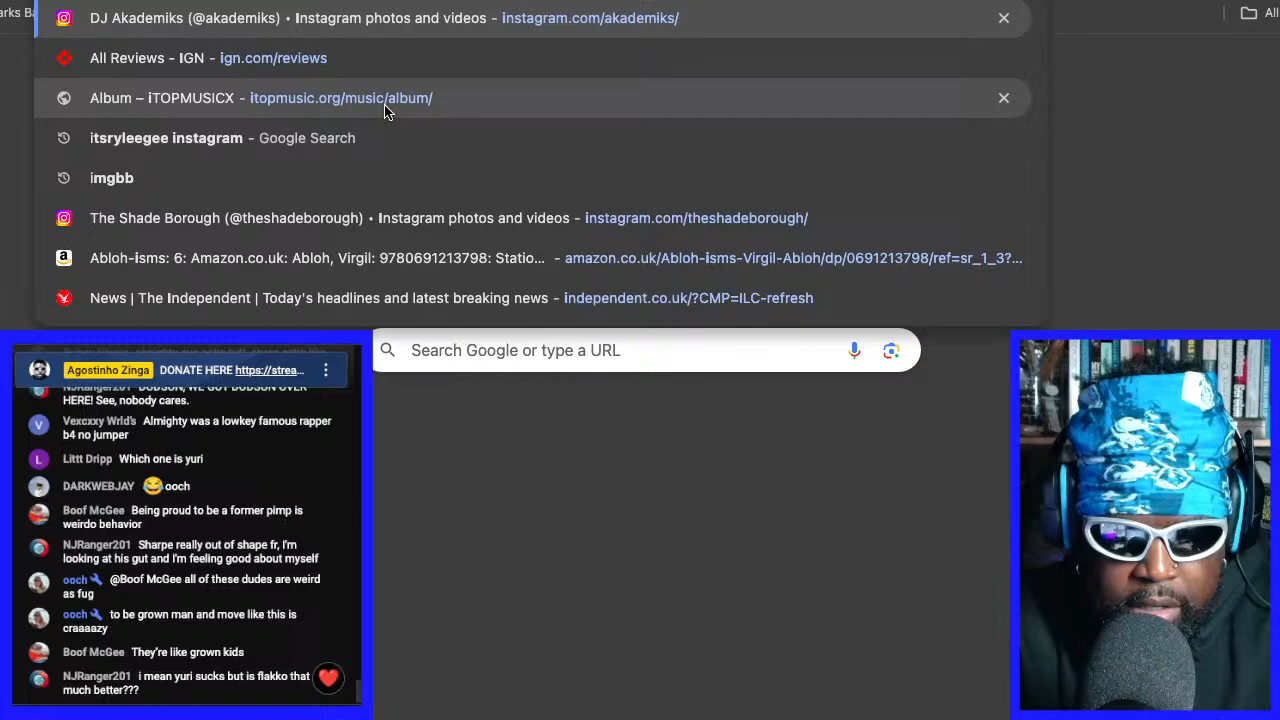 arks Ba
All
DJ Akademiks (@akademiks) • Instagram photos and videos - instagram.com/akademiks/
All Reviews - IGN - ign.com/reviews
Album – iTOPMUSICX - itopmusic.org/music/album/
itsryleegee instagram - Google Search
imgbb
The Shade Borough (@theshadeborough) • Instagram photos and videos - instagram.com/theshadeborough/
Abloh-isms: 6: Amazon.co.uk: Abloh, Virgil: 9780691213798: Statio... - amazon.co.uk/Abloh-isms-Virgil-Abloh/dp/0691213798/ref=sr_1_3?...
News | The Independent | Today's headlines and latest breaking news - independent.co.uk/?CMP=ILC-refresh
Search Google or type a URL
Agostinho Zinga DONATE HERE https://strea...
NJRanger201 DODSON, WE GOT DODSON OVER
HERE! See, nobody cares.
Vexcxxy Wrld's Almighty was a lowkey famous rapper
b4 no jumper
Littt Dripp Which one is yuri
DARKWEBJAY 😂 ooch
Boof McGee Being proud to be a former pimp is
weirdo behavior
NJRanger201 Sharpe really out of shape fr, I'm
looking at his gut and I'm feeling good about myself
ooch @Boof McGee all of these dudes are weird
as fug
ooch to be grown man and move like this is
craaaazy
Boof McGee They're like grown kids
NJRanger201 i mean yuri sucks but is flakko that
much better???